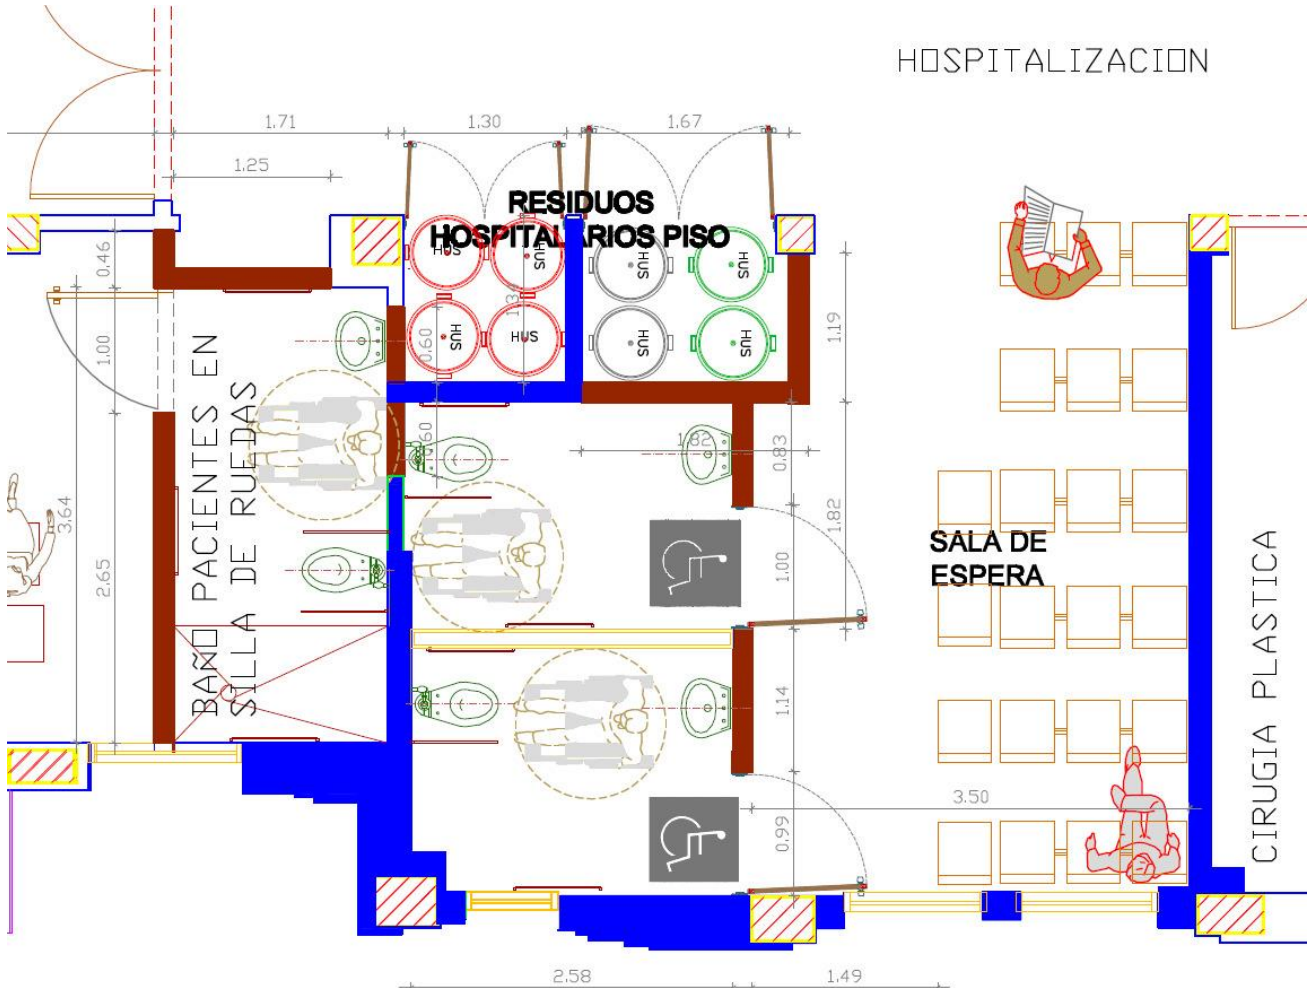 HOSPITALIZACION
1.71
1.30
1.67
1.25
RESIDUOS
HOSPITALARIOS PISO
HUS
HUS
HUS
HUS
HUS
HUS
HUS
HUS
0.46
1.00
3.64
2.65
BAÑO PACIENTES EN
SILLA DE RUEDAS
0.60
0.60
1.19
1.82
0.83
1.82
1.00
SALA DE
ESPERA
1.14
0.99
3.50
CIRUGIA PLASTICA
2.58
1.49